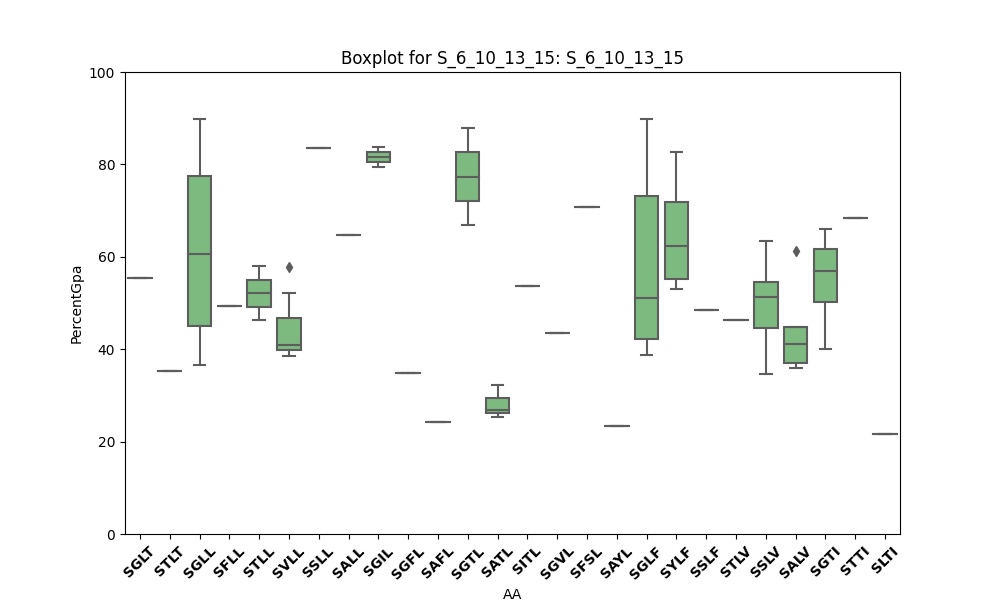 Boxplot for S_6_10_13_15: S_6_10_13_15
PercentGpa
100
80
60
40
20
0
SGLT STLT SGLL SFLL STLL SVLL SSLL SALL SGIL SGFL SAFL SGTL SATL SITL SGVL SFSL SAYL SGLF SYLF SSLF STLV SSLV SALV SGTI STTI SLTI
AA